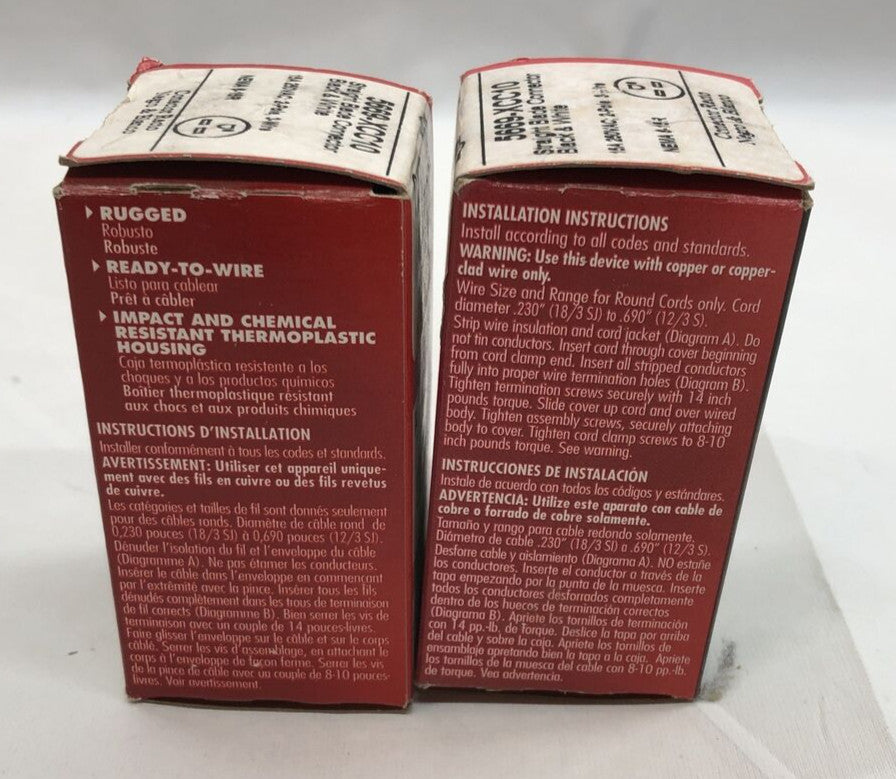 5669-XCC10
Straight Blade Connector
Black & White
RUGGED
Robusto
Robuste
READY-TO-WIRE
Listo para cablear
Prêt à câbler
IMPACT AND CHEMICAL
RESISTANT THERMOPLASTIC
HOUSING
Caja termoplástica resistente a los
choques y a los productos químicos
Boîtier thermoplastique résistant
aux chocs et aux produits chimiques
INSTRUCTIONS D'INSTALLATION
Installer conformément à tous les codes et standards.
AVERTISSEMENT: Utiliser cet appareil unique-
ment avec des fils en cuivre ou des fils revetus
de cuivre.
Les catégories et tailles de fil sont donnés seulement
pour des câbles ronds. Diamètre de câble rond de
0,230 pouces (18/3 SJ) à 0,690 pouces (12/3 SJ).
Dénuder l'isolation du fil et l'enveloppe du câble
(Diagramme A). Ne pas étamer les conducteurs.
Insérer le câble dans l'enveloppe en commencant
par l'extrémité avec la pince. Insérer tous les fils
dénudés complètement dans les trous de terminaison
de fil corrects (Diagramme B). Bien serrer les vis de
terminaison avec un couple de 14 pouces-livres.
Faire glisser l'enveloppe sur le câble et sur le corps
câblé. Serrer les vis d'assemblage, en attachant le
corps à l'enveloppe de façon ferme. Serrer les vis
de la pince de câble avec un couple de 8-10 pouces-
livres. Voir avertissement.
5669-XCC10
Straight Blade Connector
Black & White
INSTALLATION INSTRUCTIONS
Install according to all codes and standards.
WARNING: Use this device with copper or copper-
clad wire only.
Wire Size and Range for Round Cords only. Cord
diameter .230" (18/3 SJ) to .690" (12/3 S).
Strip wire insulation and cord jacket (Diagram A). Do
not tin conductors. Insert cord through cover beginning
from cord clamp end. Insert all stripped conductors
fully into proper wire termination holes (Diagram B).
Tighten termination screws securely with 14 inch
pounds torque. Slide cover up cord and over wired
body. Tighten assembly screws, securely attaching
body to cover. Tighten cord clamp screws to 8-10
inch pounds torque. See warning.
INSTRUCCIONES DE INSTALACIÓN
Instale de acuerdo con todos los códigos y estándares.
ADVERTENCIA: Utilize este aparato con cable de
cobre o forrado de cobre solamente.
Tamaño y rango para cable redondo solamente.
Diámetro de cable .230" (18/3 SJ) a .690" (12/3 S).
Desforre cable y aislamiento (Diagrama A). NO estañe
los conductores. Inserte el conductor a través de la
tapa empezando por la punta de la muesca. Inserte
todos los conductores desforrados completamente
dentro de los huecos de terminación correctos
(Diagrama B). Apriete los tornillos de terminación
con 14 pp.-lb. de torque. Deslice la tapa por arriba
del cable y sobre la caja. Apriete los tornillos de
ensamblaje apretando bien la tapa a la caja. Apriete
los tornillos de la muesca del cable con 8-10 pp.-lb.
de torque. Vea advertencia.